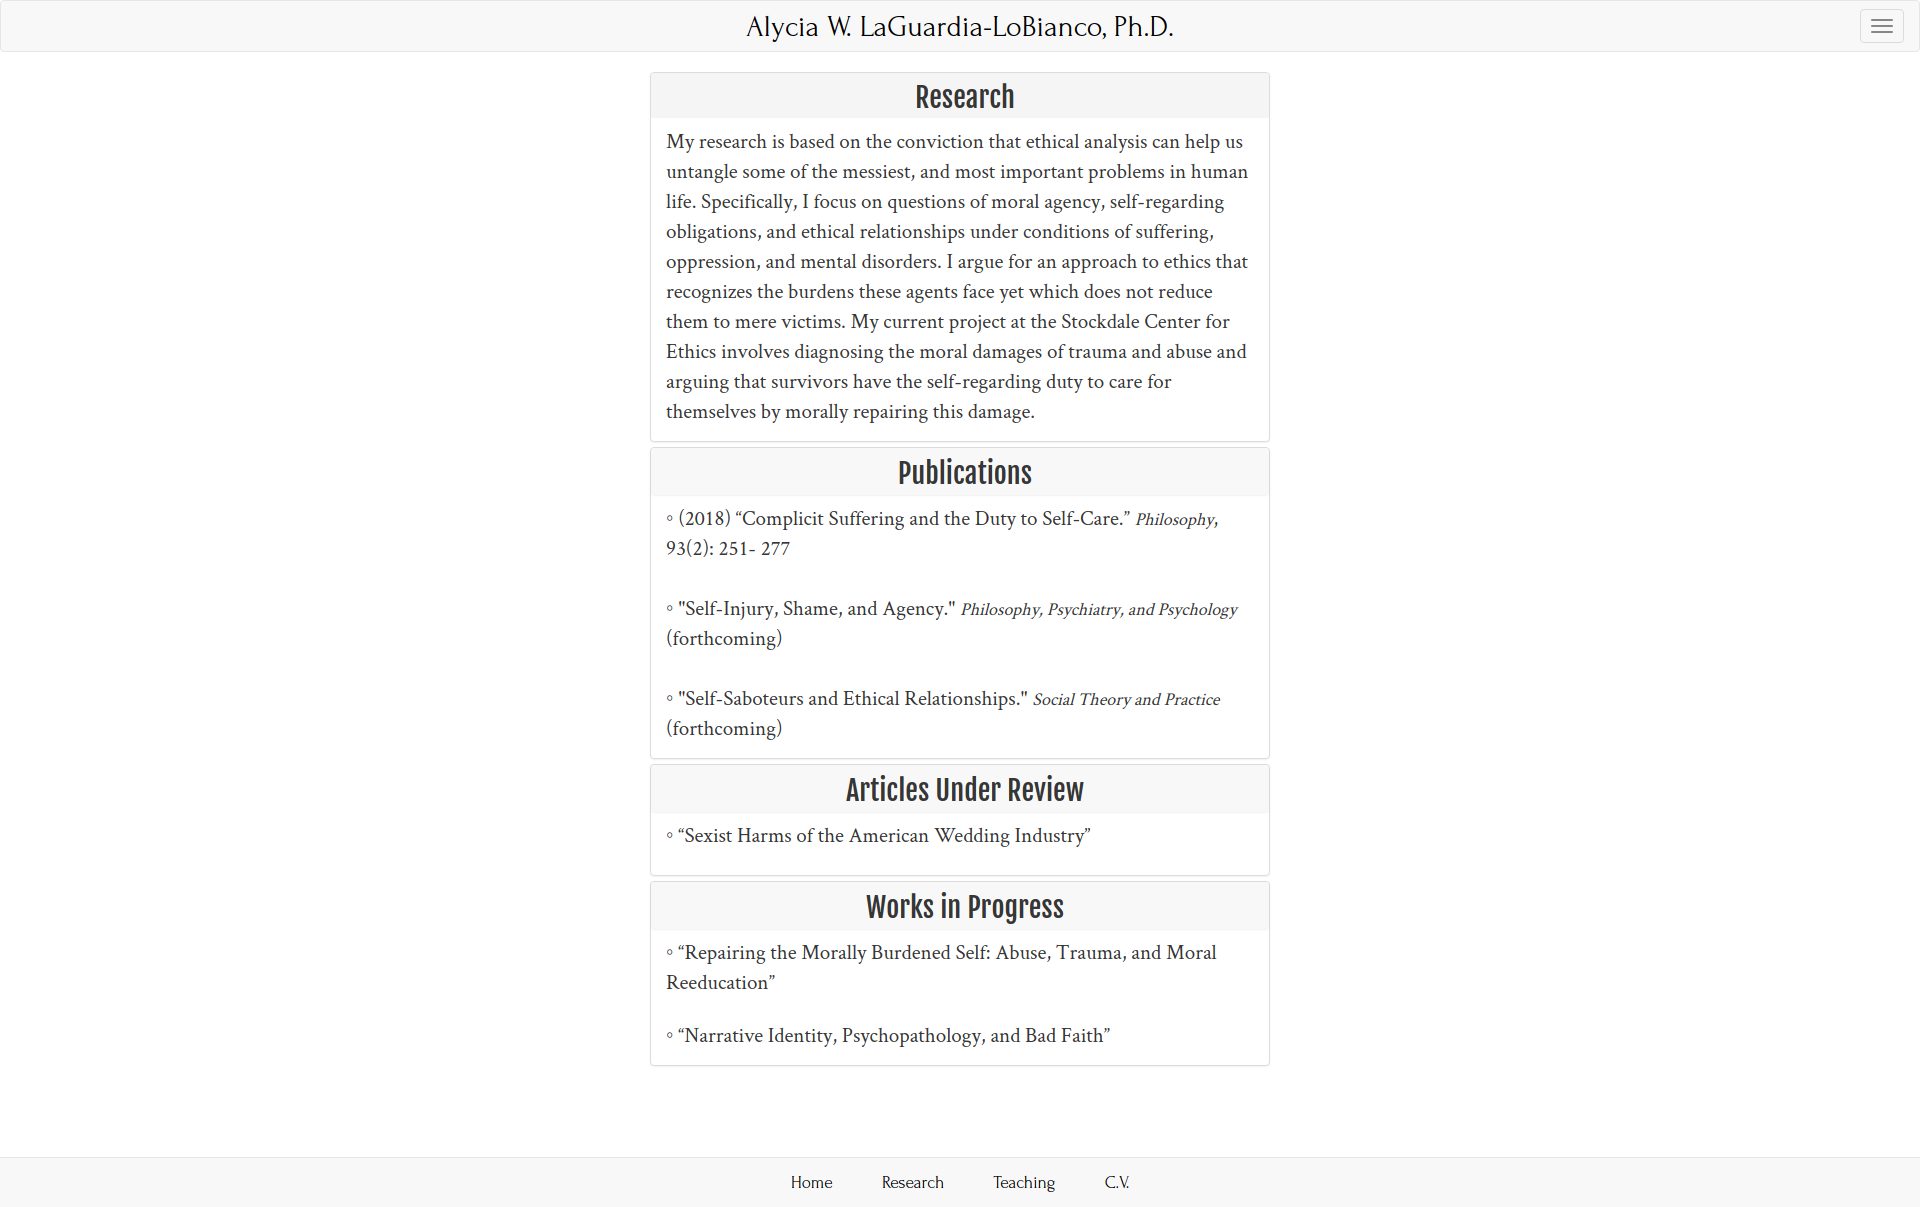 Alycia W. LaGuardia-LoBianco, Ph.D.
Research
My research is based on the conviction that ethical analysis can help us
untangle some of the messiest, and most important problems in human
life. Specifically, I focus on questions of moral agency, self-regarding
obligations, and ethical relationships under conditions of suffering,
oppression, and mental disorders. I argue for an approach to ethics that
recognizes the burdens these agents face yet which does not reduce
them to mere victims. My current project at the Stockdale Center for
Ethics involves diagnosing the moral damages of trauma and abuse and
arguing that survivors have the self-regarding duty to care for
themselves by morally repairing this damage.
Publications
◦ (2018) “Complicit Suffering and the Duty to Self-Care.” Philosophy,
93(2): 251- 277
◦ "Self-Injury, Shame, and Agency." Philosophy, Psychiatry, and Psychology
(forthcoming)
◦ "Self-Saboteurs and Ethical Relationships." Social Theory and Practice
(forthcoming)
Articles Under Review
◦ “Sexist Harms of the American Wedding Industry”
Works in Progress
◦ “Repairing the Morally Burdened Self: Abuse, Trauma, and Moral
Reeducation”
◦ “Narrative Identity, Psychopathology, and Bad Faith”
Home Research Teaching C.V.